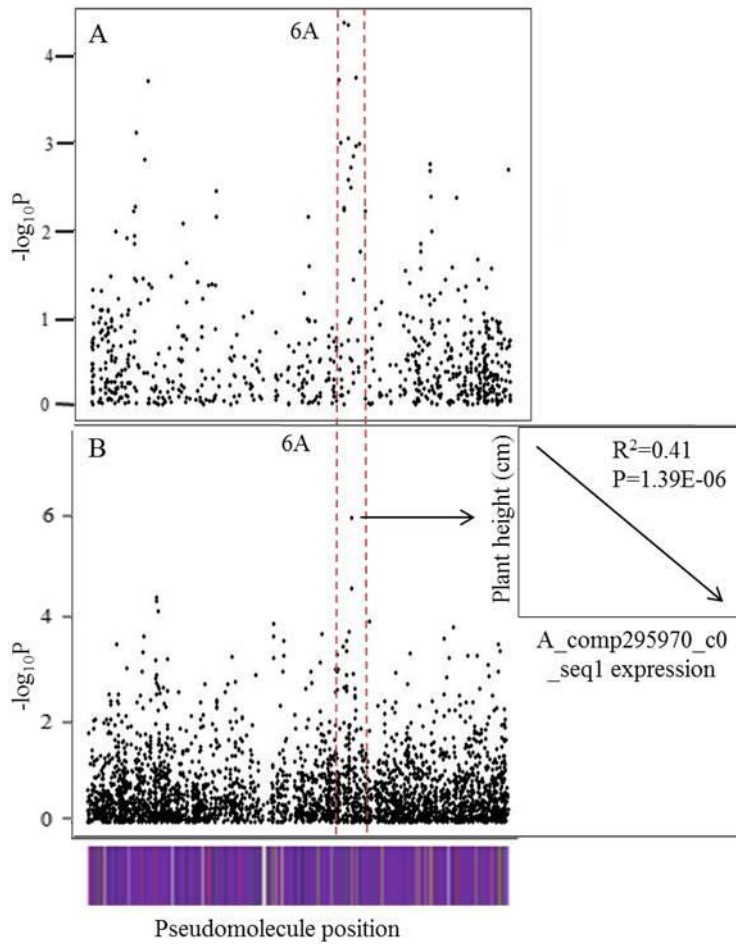 A
6A
4
3
2
1
0
-log₁₀P
B
6A
6
4
2
0
-log₁₀P
Plant height (cm)
R²=0.41
P=1.39E-06
A_comp295970_c0
_seq1 expression
Pseudomolecule position